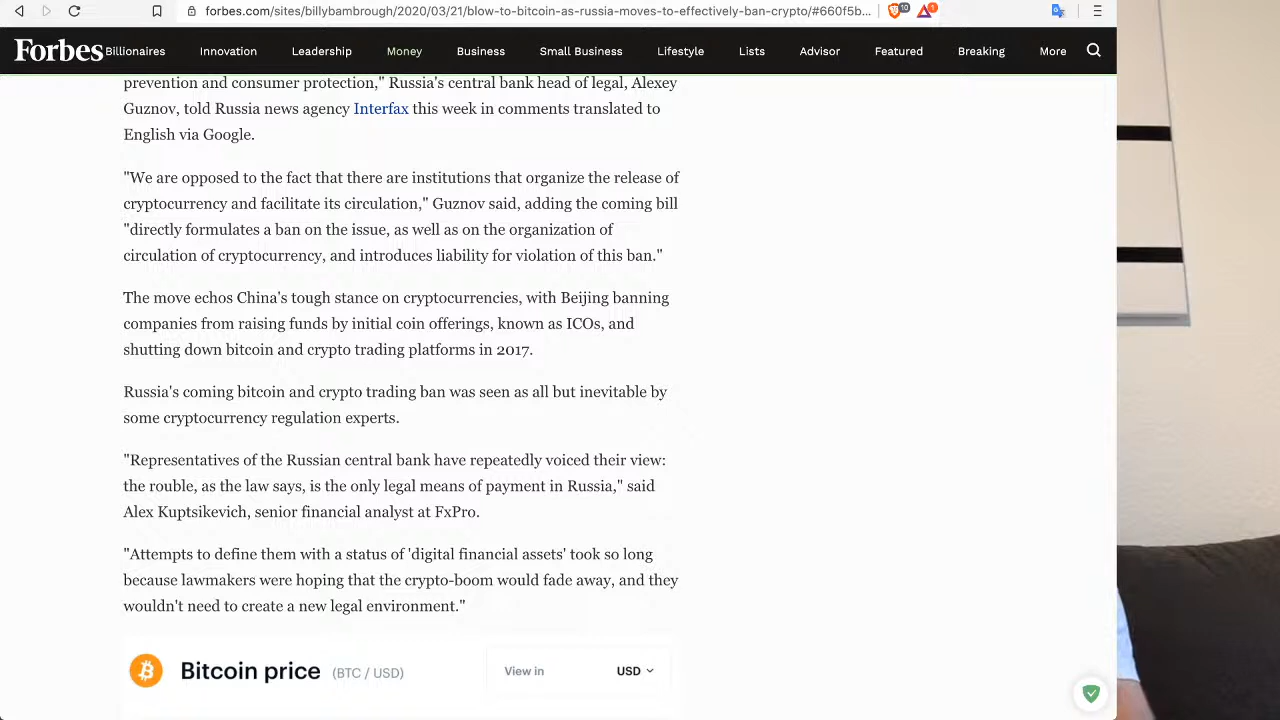 forbes.com/sites/billybambrough/2020/03/21/blow-to-bitcoin-as-russia-moves-to-effectively-ban-crypto/#660f5b...
10
1
Forbes
Billionaires Innovation Leadership Money Business Small Business Lifestyle Lists Advisor Featured Breaking More
prevention and consumer protection," Russia's central bank head of legal, Alexey
Guznov, told Russia news agency Interfax this week in comments translated to
English via Google.
"We are opposed to the fact that there are institutions that organize the release of
cryptocurrency and facilitate its circulation," Guznov said, adding the coming bill
"directly formulates a ban on the issue, as well as on the organization of
circulation of cryptocurrency, and introduces liability for violation of this ban."
The move echos China's tough stance on cryptocurrencies, with Beijing banning
companies from raising funds by initial coin offerings, known as ICOs, and
shutting down bitcoin and crypto trading platforms in 2017.
Russia's coming bitcoin and crypto trading ban was seen as all but inevitable by
some cryptocurrency regulation experts.
"Representatives of the Russian central bank have repeatedly voiced their view:
the rouble, as the law says, is the only legal means of payment in Russia," said
Alex Kuptsikevich, senior financial analyst at FxPro.
"Attempts to define them with a status of 'digital financial assets' took so long
because lawmakers were hoping that the crypto-boom would fade away, and they
wouldn't need to create a new legal environment."
Bitcoin price (BTC / USD) View in USD